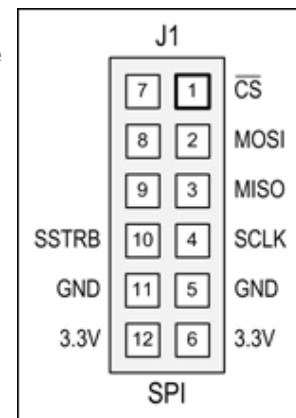 J1
7 1 CS
8 2 MOSI
9 3 MISO
SSTRB 10 4 SCLK
GND 11 5 GND
3.3V 12 6 3.3V
SPI
e